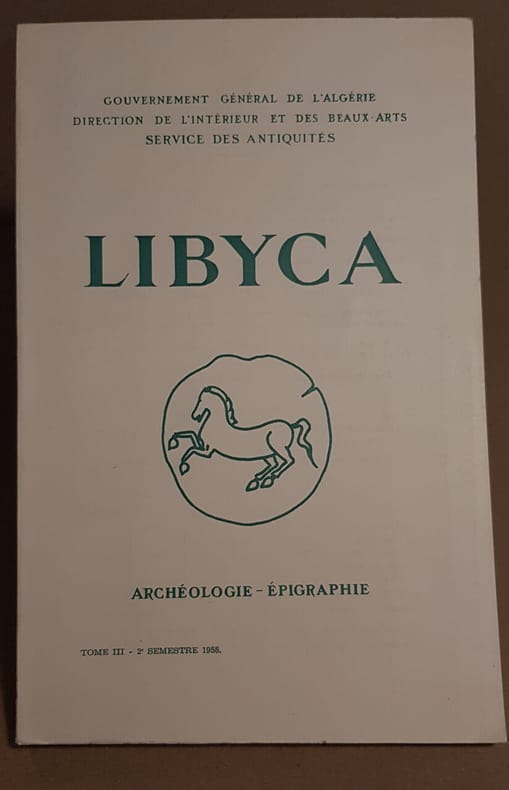 GOUVERNEMENT GÉNÉRAL DE L'ALGÉRIE
DIRECTION DE L'INTÉRIEUR ET DES BEAUX-ARTS
SERVICE DES ANTIQUITÉS
LIBYCA
ARCHÉOLOGIE - ÉPIGRAPHIE
TOME III - 2e SEMESTRE 1955.